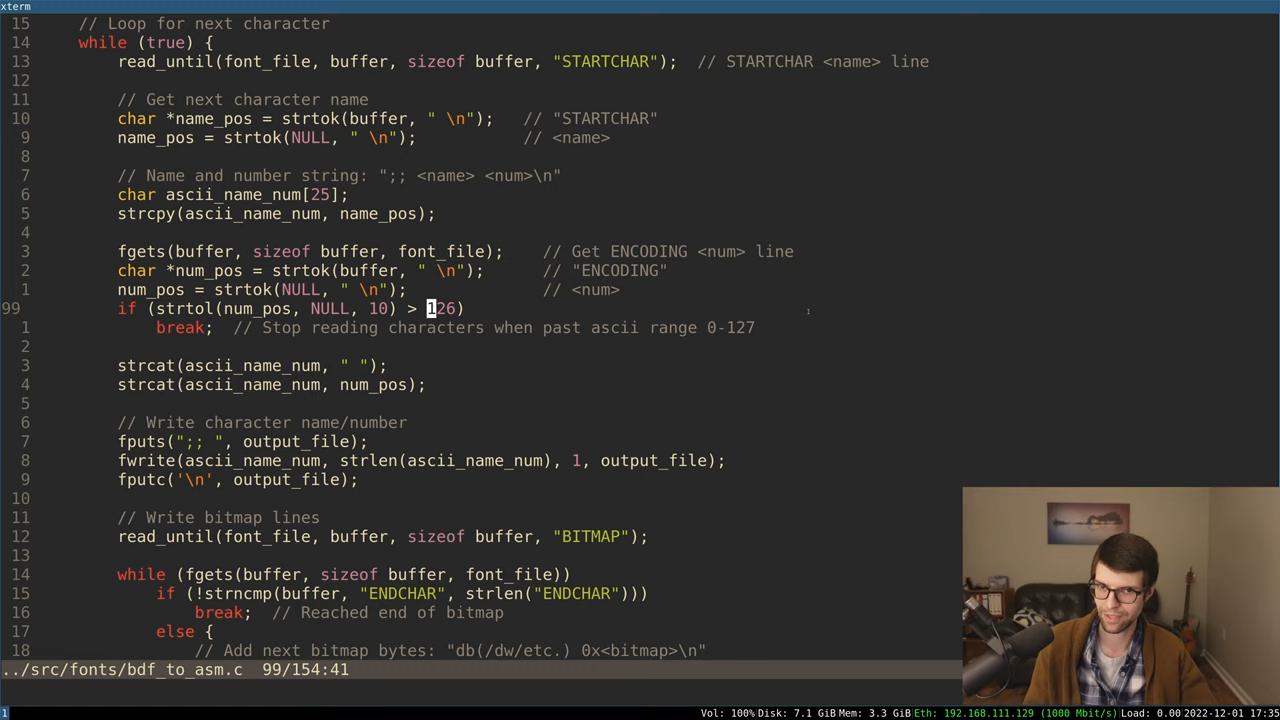 xterm
15 // Loop for next character
14 while (true) {
13 read_until(font_file, buffer, sizeof buffer, "STARTCHAR"); // STARTCHAR <name> line
12
11 // Get next character name
10 char *name_pos = strtok(buffer, " \n"); // "STARTCHAR"
9 name_pos = strtok(NULL, " \n"); // <name>
8
7 // Name and number string: ";; <name> <num>\n"
6 char ascii_name_num[25];
5 strcpy(ascii_name_num, name_pos);
4
3 fgets(buffer, sizeof buffer, font_file); // Get ENCODING <num> line
2 char *num_pos = strtok(buffer, " \n"); // "ENCODING"
1 num_pos = strtok(NULL, " \n"); // <num>
99 if (strtol(num_pos, NULL, 10) > 126)
1 break; // Stop reading characters when past ascii range 0-127
2
3 strcat(ascii_name_num, " ");
4 strcat(ascii_name_num, num_pos);
5
6 // Write character name/number
7 fputs(";; ", output_file);
8 fwrite(ascii_name_num, strlen(ascii_name_num), 1, output_file);
9 fputc('\n', output_file);
10
11 // Write bitmap lines
12 read_until(font_file, buffer, sizeof buffer, "BITMAP");
13
14 while (fgets(buffer, sizeof buffer, font_file))
15 if (!strncmp(buffer, "ENDCHAR", strlen("ENDCHAR")))
16 break; // Reached end of bitmap
17 else {
18 // Add next bitmap bytes: "db(/dw/etc.) 0x<bitmap>\n"
../src/fonts/bdf_to_asm.c 99/154:41
1 Vol: 100% Disk: 7.1 GiB Mem: 3.3 GiB Eth: 192.168.111.129 (1000 Mbit/s) Load: 0.00 2022-12-01 17:35